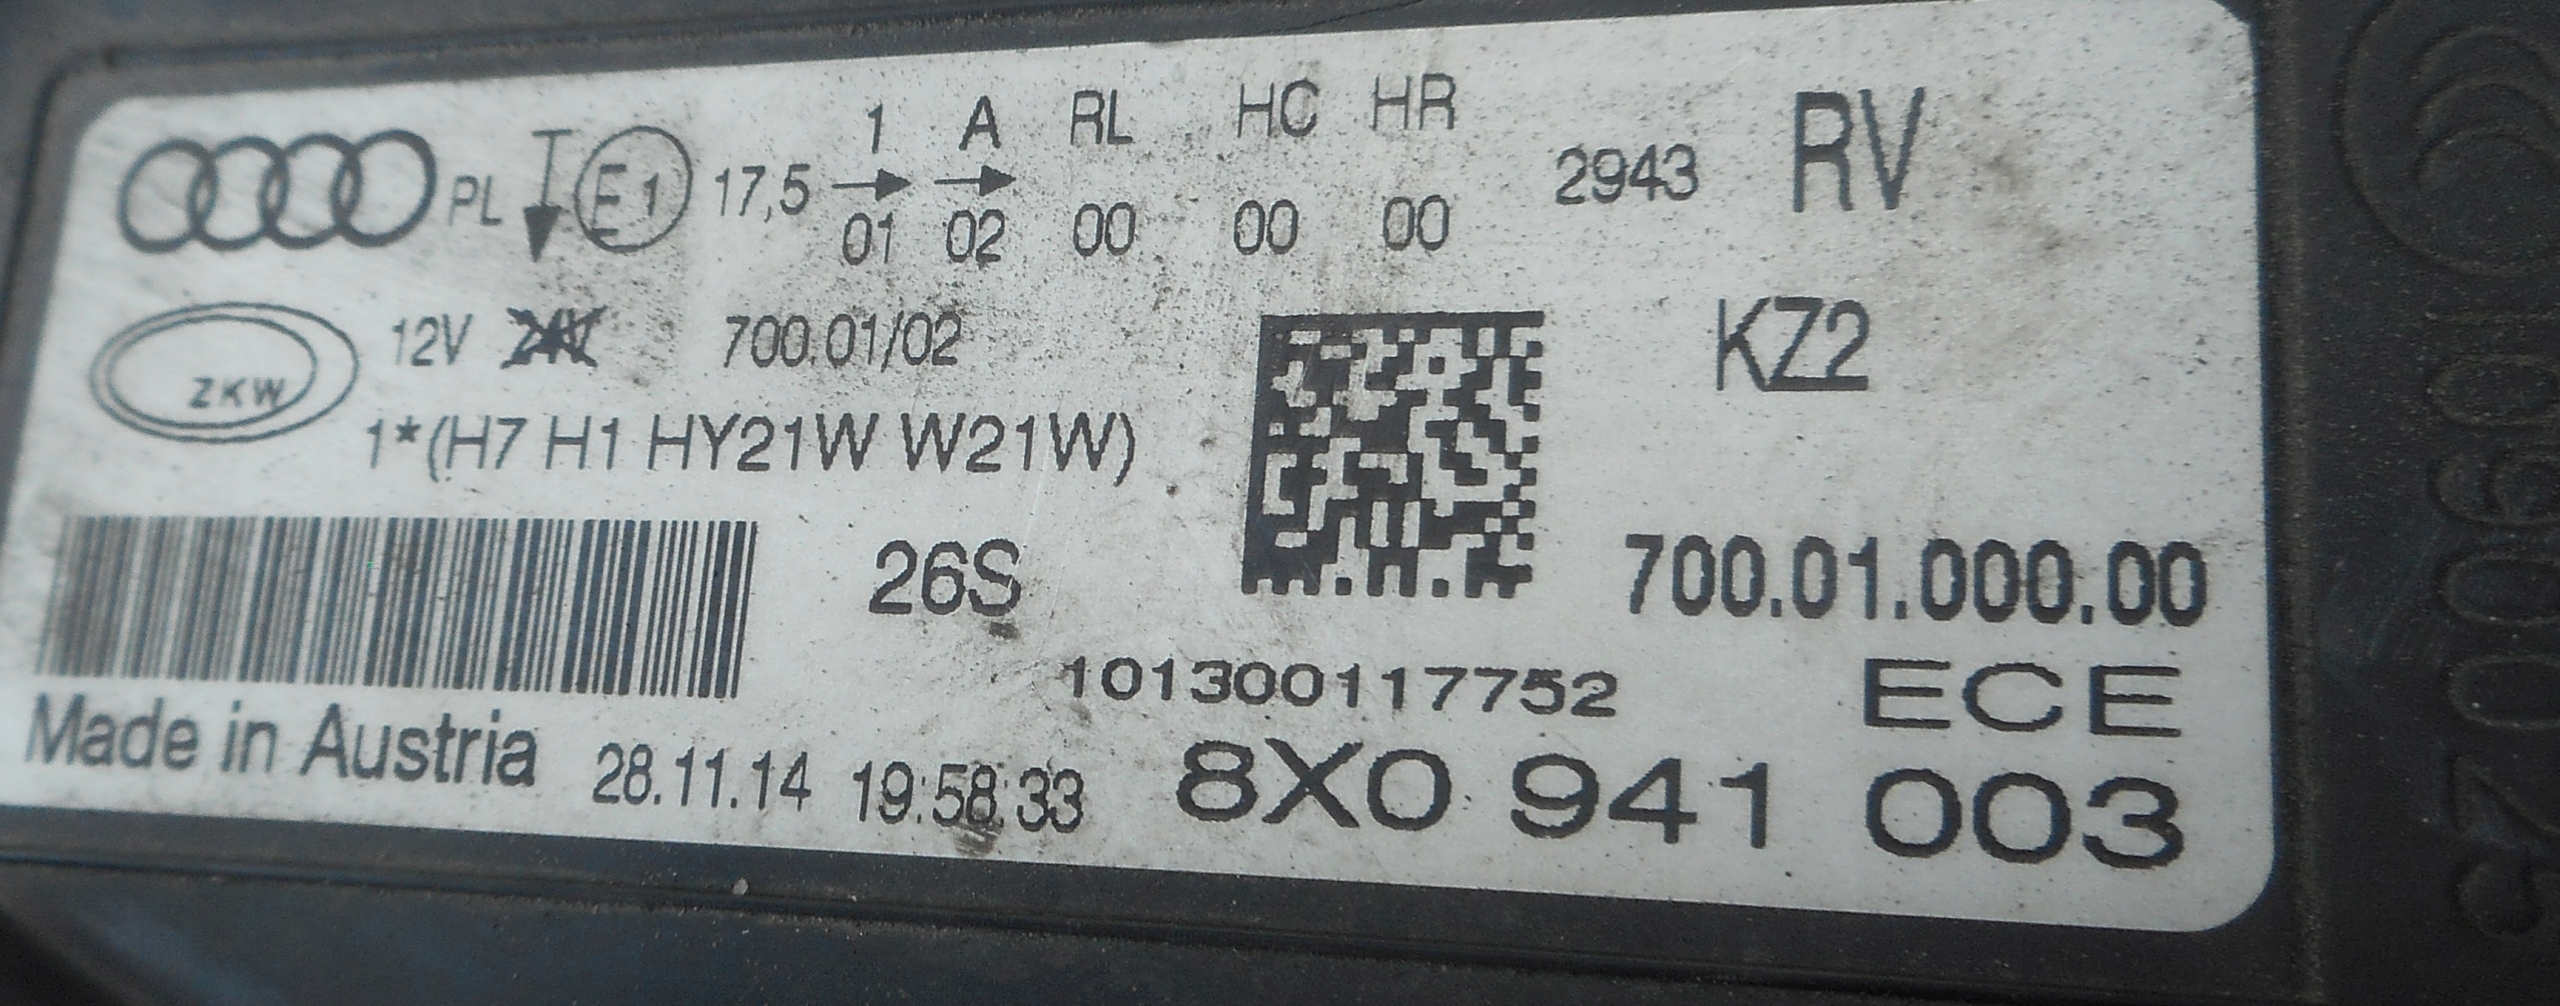 1 A RL HC HR
PL E1 17,5 2943 RV
01 02 00 00 00
ZKW 12V 24V 700.01/02 KZ2
1*(H7 H1 HY21W W21W)
26S 700.01.000.00
101300117752 ECE
Made in Austria 28.11.14 19:58:33 8X0 941 003